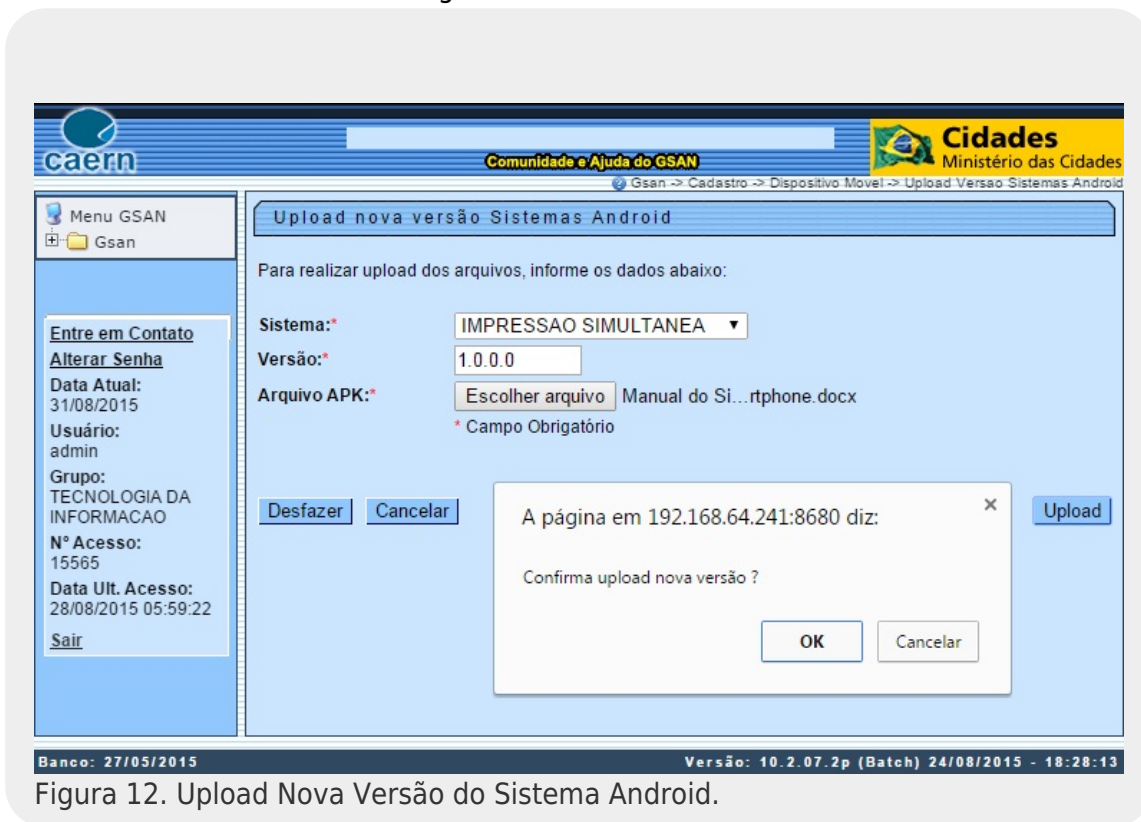 caern
Comunidade e Ajuda do GSAN
Cidades
Ministério das Cidades
Gsan -> Cadastro -> Dispositivo Movel -> Upload Versao Sistemas Android
Menu GSAN
Gsan
Entre em Contato
Alterar Senha
Data Atual:
31/08/2015
Usuário:
admin
Grupo:
TECNOLOGIA DA
INFORMACAO
Nº Acesso:
15565
Data Ult. Acesso:
28/08/2015 05:59:22
Sair
Upload nova versão Sistemas Android
Para realizar upload dos arquivos, informe os dados abaixo:
Sistema:* IMPRESSAO SIMULTANEA
Versão:* 1.0.0.0
Arquivo APK:* Escolher arquivo Manual do Si...rtphone.docx
* Campo Obrigatório
Desfazer Cancelar Upload
A página em 192.168.64.241:8680 diz:
Confirma upload nova versão ?
OK Cancelar
Banco: 27/05/2015 Versão: 10.2.07.2p (Batch) 24/08/2015 - 18:28:13
Figura 12. Upload Nova Versão do Sistema Android.